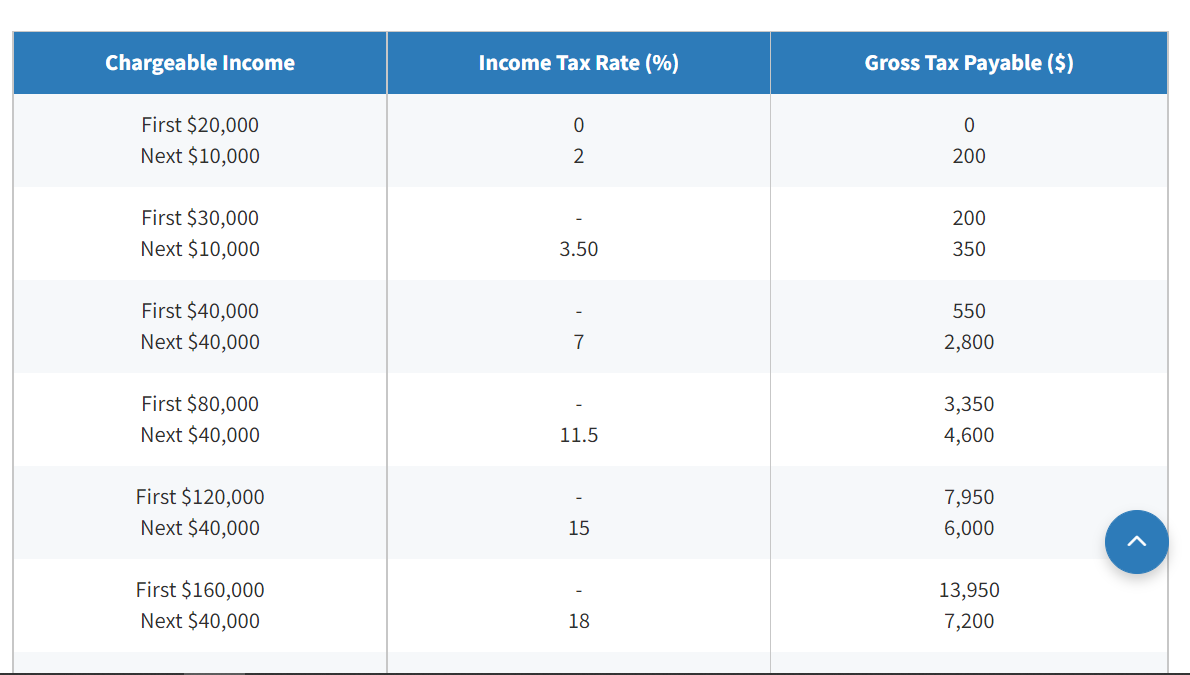 Chargeable Income Income Tax Rate (%) Gross Tax Payable ($)
First $20,000 0 0
Next $10,000 2 200
First $30,000 - 200
Next $10,000 3.50 350
First $40,000 - 550
Next $40,000 7 2,800
First $80,000 - 3,350
Next $40,000 11.5 4,600
First $120,000 - 7,950
Next $40,000 15 6,000
First $160,000 - 13,950
Next $40,000 18 7,200